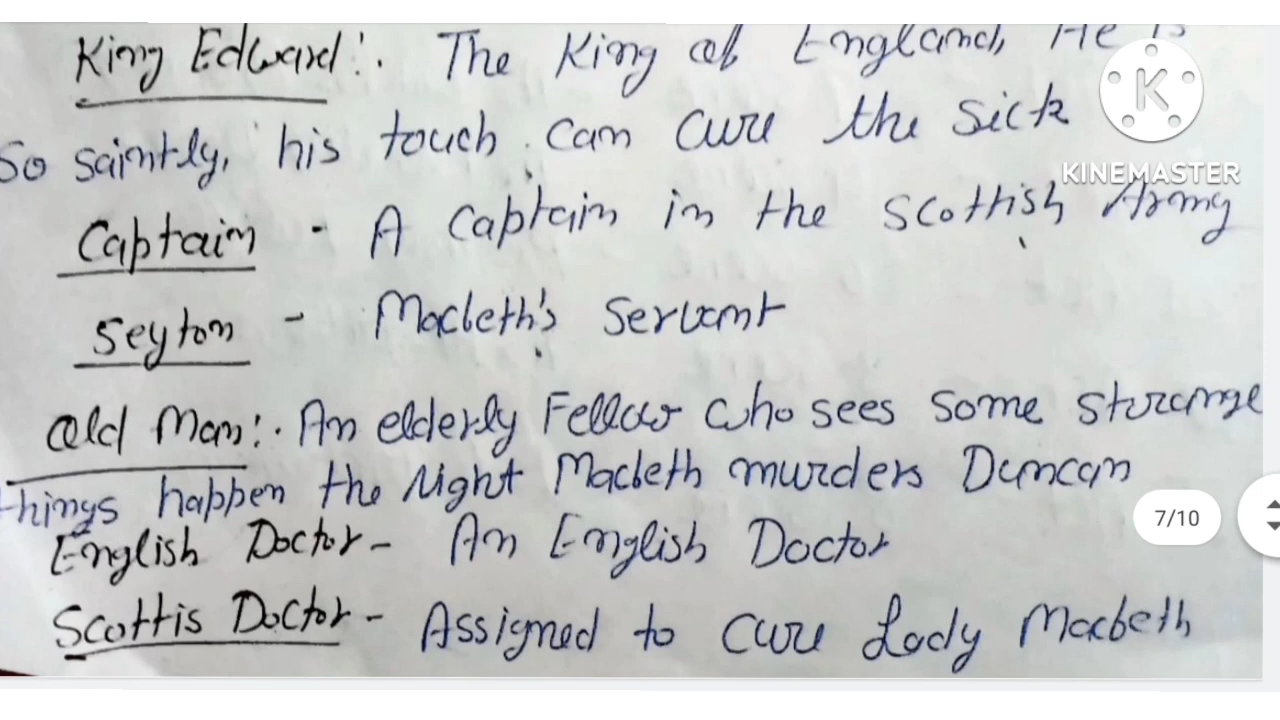 King Edward:. The King of England, He is
So saintly, his touch can cure the sick
KINEMASTER
Captain - A Captain in the Scottish Army
Seyton - Macbeth's Servant
Old Man:. An elderly Fellow who sees some strange
things happen the Night Macbeth murders Duncan
7/10
English Doctor - An English Doctor
Scottis Doctor - Assigned to cure Lady Macbeth